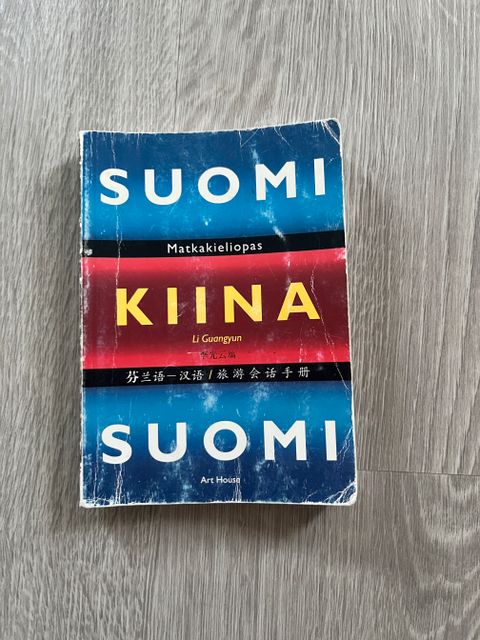 SUOMI
Matkakieliopas
KIINA
Li Guangyun
李光云编
芬兰语－汉语 / 旅游会话手册
SUOMI
Art House